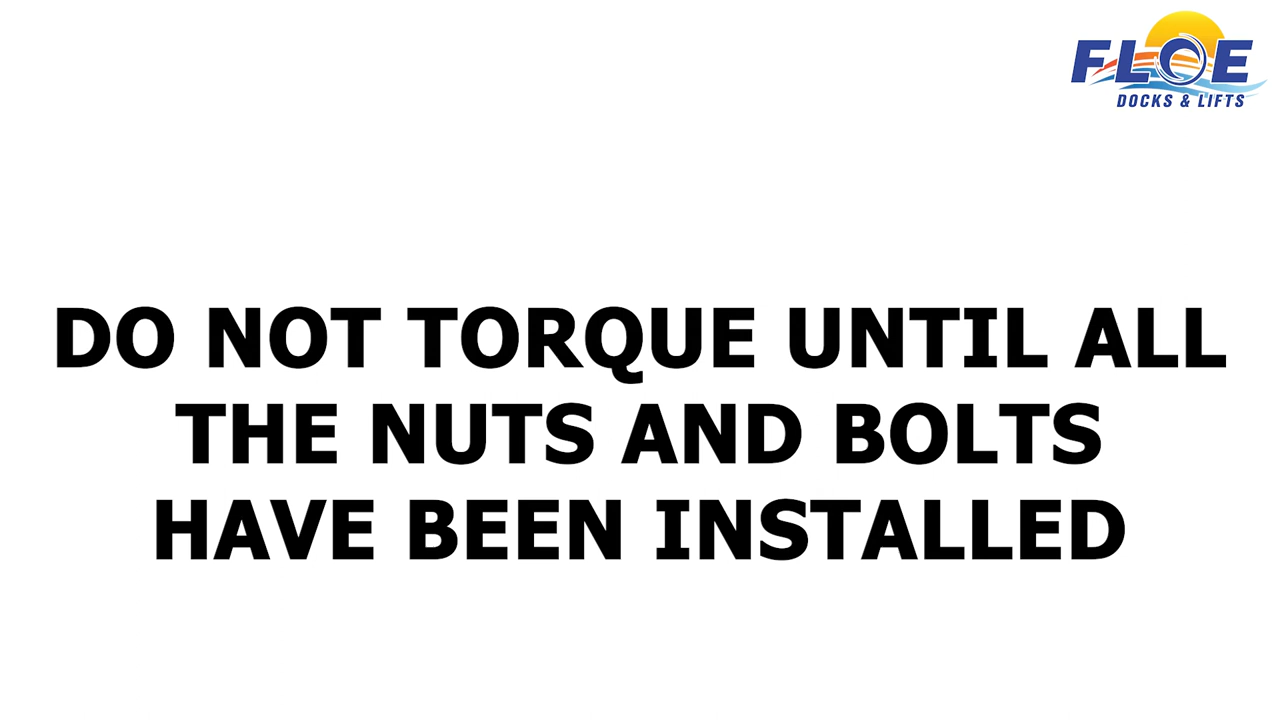 FLOE
DOCKS & LIFTS
DO NOT TORQUE UNTIL ALL
THE NUTS AND BOLTS
HAVE BEEN INSTALLED